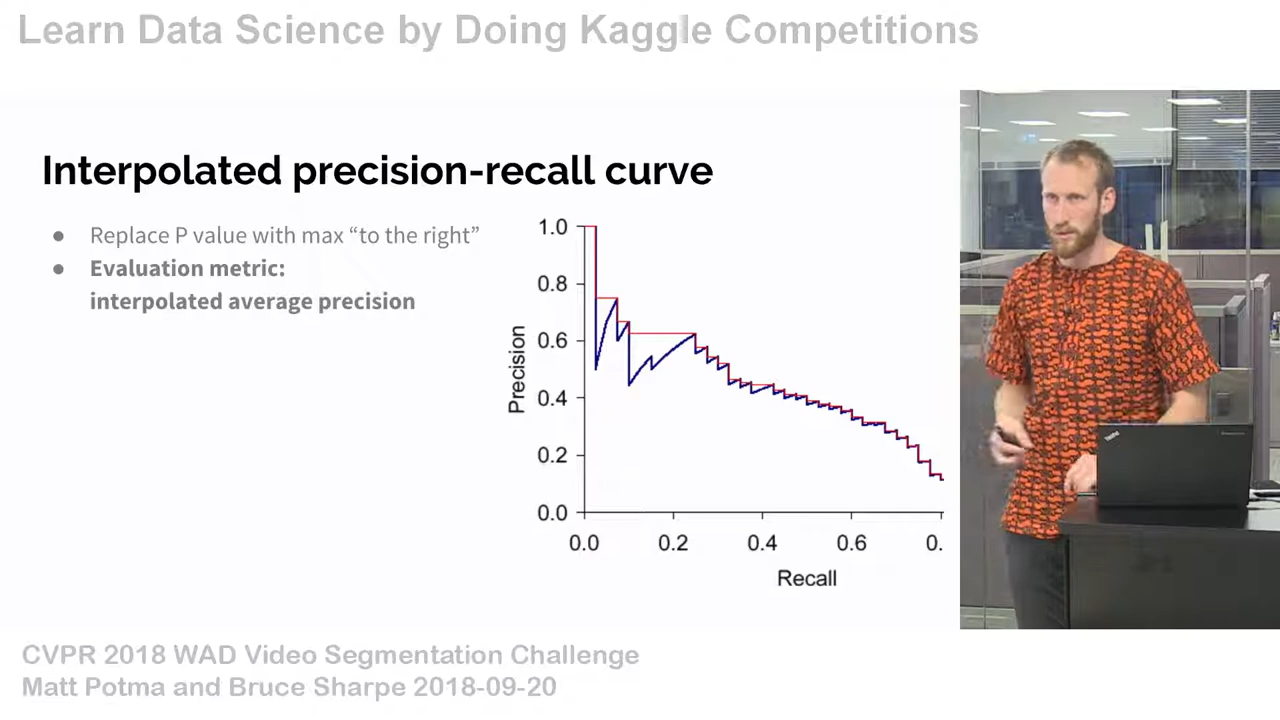 Learn Data Science by Doing Kaggle Competitions
Interpolated precision-recall curve
● Replace P value with max “to the right”
● Evaluation metric:
interpolated average precision
1.0
0.8
0.6
0.4
0.2
0.0
Precision
0.0 0.2 0.4 0.6 0.
Recall
CVPR 2018 WAD Video Segmentation Challenge
Matt Potma and Bruce Sharpe 2018-09-20